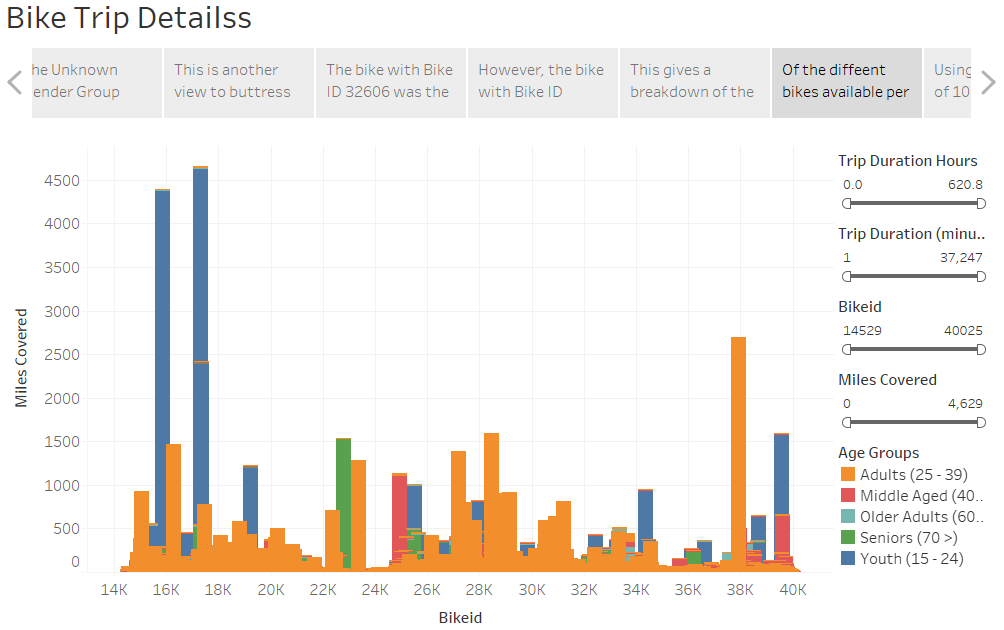 Bike Trip Detailss
he Unknown
ender Group
This is another
view to buttress
The bike with Bike
ID 32606 was the
However, the bike
with Bike ID
This gives a
breakdown of the
Of the diffeent
bikes available per
Using
of 10
4500
4000
3500
3000
2500
2000
1500
1000
500
0
Miles Covered
14K 16K 18K 20K 22K 24K 26K 28K 30K 32K 34K 36K 38K 40K
Bikeid
Trip Duration Hours
0.0 620.8
Trip Duration (minu..
1 37,247
Bikeid
14529 40025
Miles Covered
0 4,629
Age Groups
Adults (25 - 39)
Middle Aged (40..
Older Adults (60..
Seniors (70 >)
Youth (15 - 24)